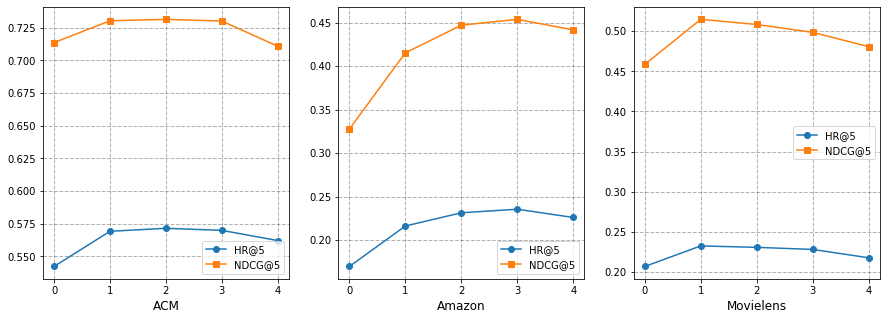 0.725
0.700
0.675
0.650
0.625
0.600
0.575
0.550
0 1 2 3 4
HR@5
NDCG@5
ACM
0.45
0.40
0.35
0.30
0.25
0.20
0 1 2 3 4
HR@5
NDCG@5
Amazon
0.50
0.45
0.40
0.35
0.30
0.25
0.20
0 1 2 3 4
HR@5
NDCG@5
Movielens